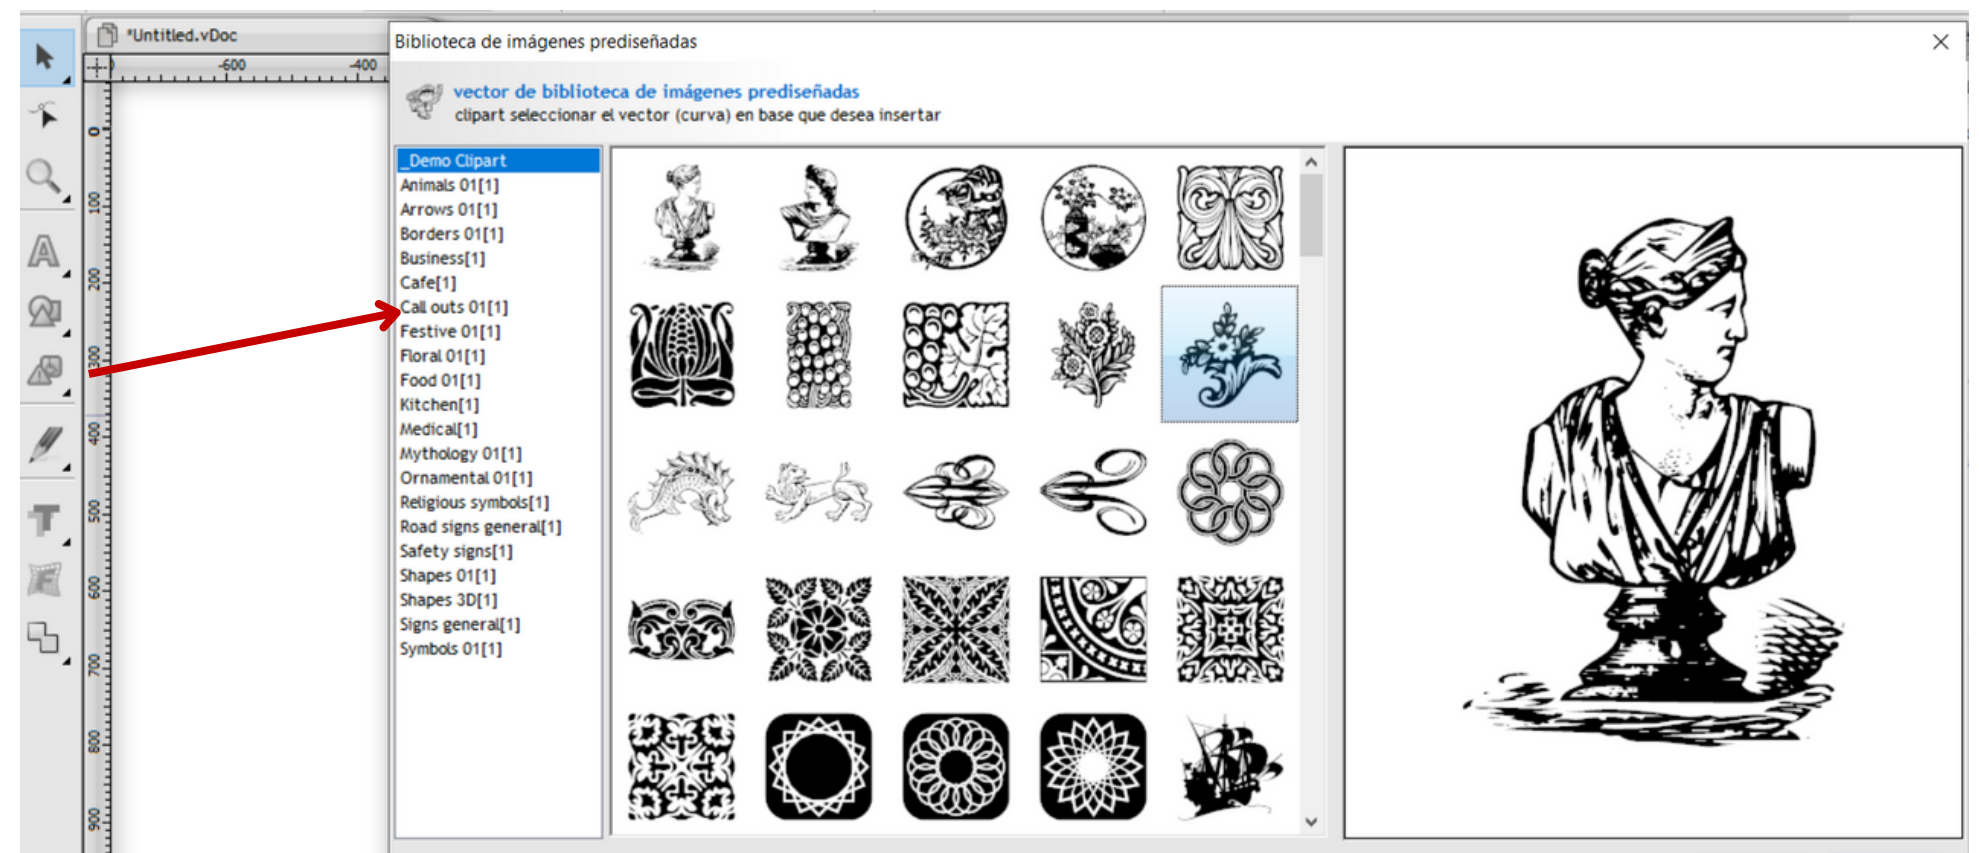 *Untitled.vDoc
Biblioteca de imágenes prediseñadas
-600
-400
vector de biblioteca de imágenes prediseñadas
clipart seleccionar el vector (curva) en base que desea insertar
_Demo Clipart
Animals 01[1]
Arrows 01[1]
Borders 01[1]
Business[1]
Cafe[1]
Call outs 01[1]
Festive 01[1]
Floral 01[1]
Food 01[1]
Kitchen[1]
Medical[1]
Mythology 01[1]
Ornamental 01[1]
Religious symbols[1]
Road signs general[1]
Safety signs[1]
Shapes 01[1]
Shapes 3D[1]
Signs general[1]
Symbols 01[1]
0
100
200
300
400
500
600
700
800
900